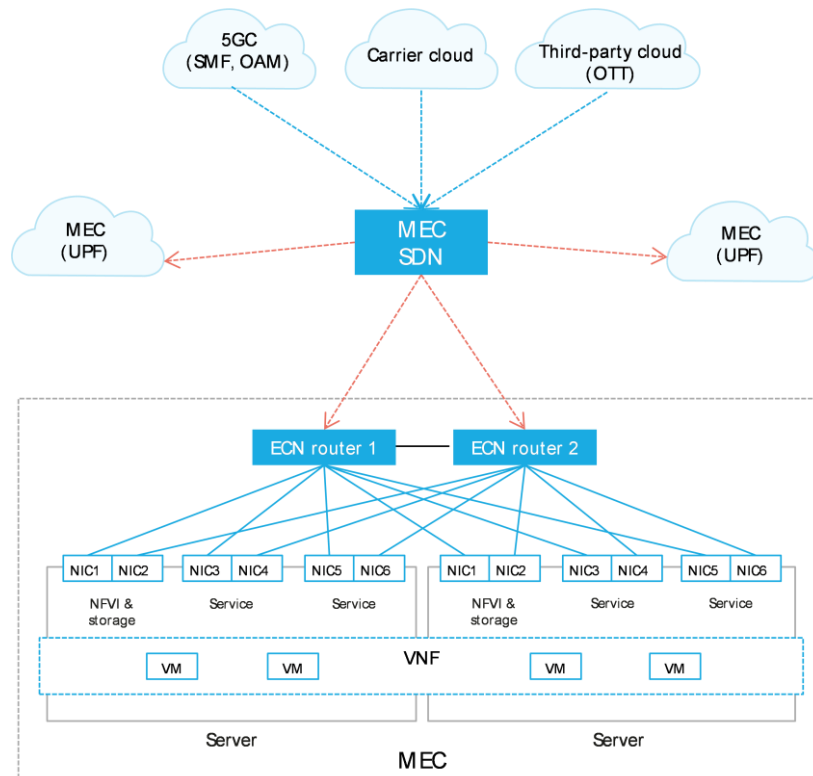 5GC
(SMF, OAM)
Carrier cloud
Third-party cloud
(OTT)
MEC
(UPF)
MEC
SDN
MEC
(UPF)
ECN router 1
ECN router 2
NIC1
NIC2
NIC3
NIC4
NIC5
NIC6
NIC1
NIC2
NIC3
NIC4
NIC5
NIC6
NFVI &
storage
Service
Service
NFVI &
storage
Service
Service
VNF
VM
VM
VM
VM
Server
Server
MEC